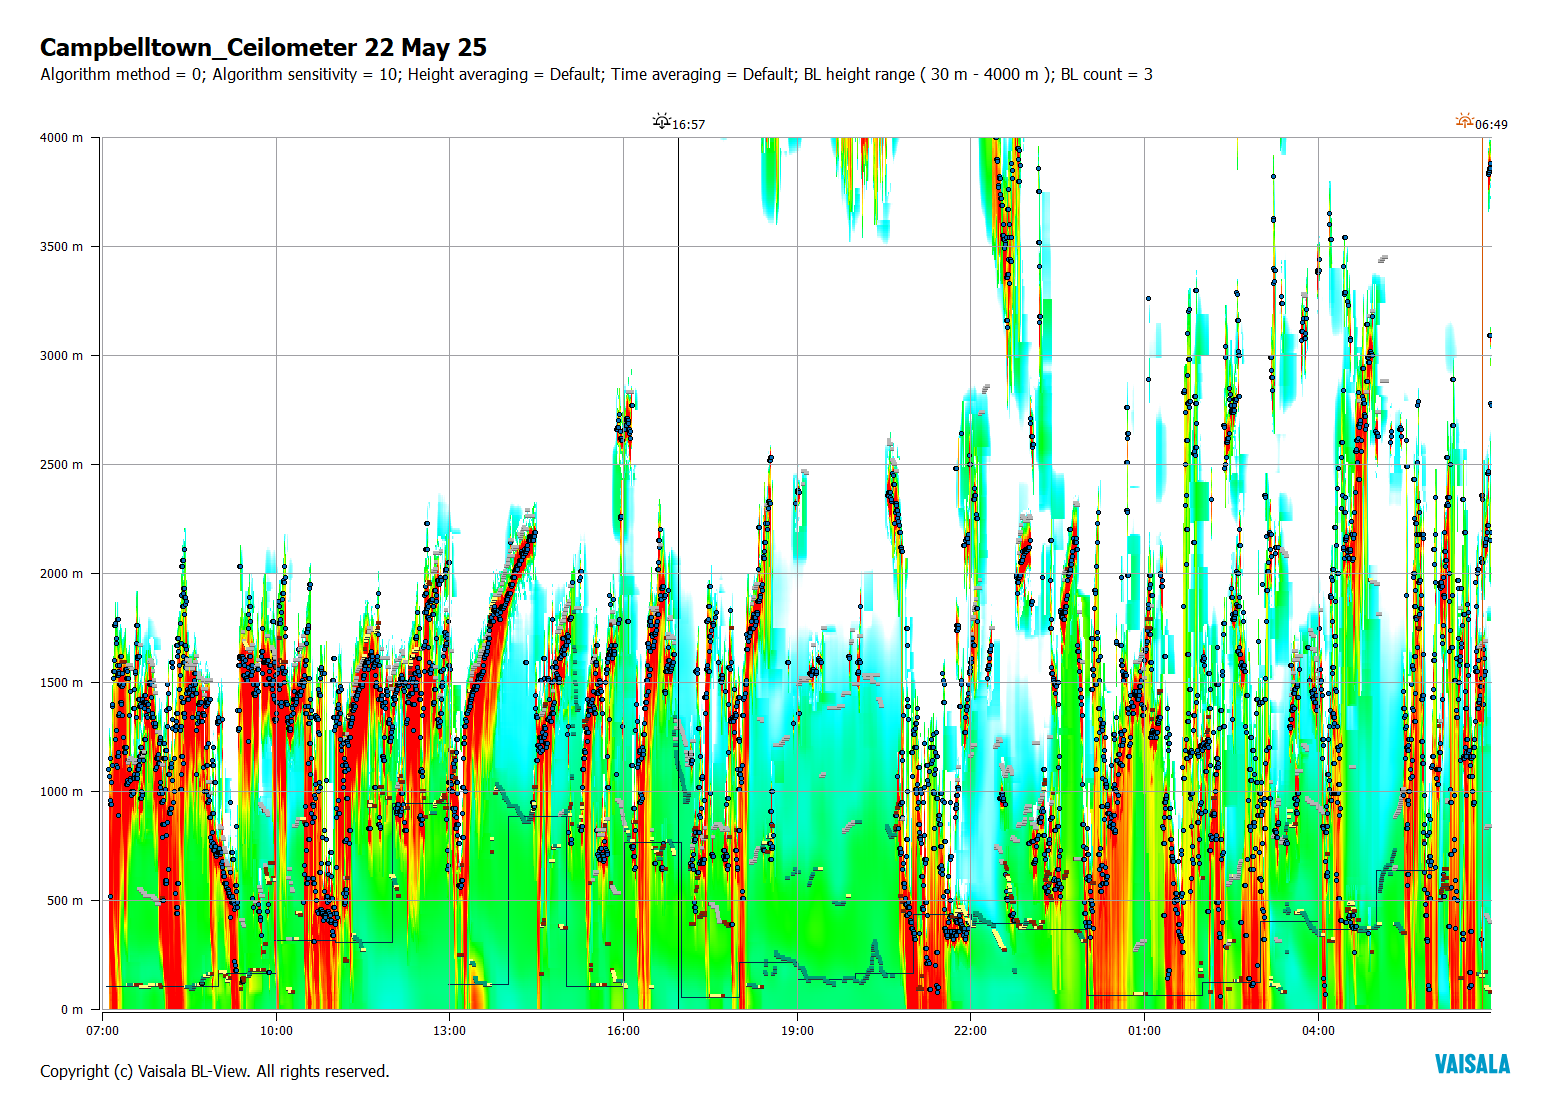 Campbelltown_Ceilometer 22 May 25
Algorithm method = 0; Algorithm sensitivity = 10; Height averaging = Default; Time averaging = Default; BL height range ( 30 m - 4000 m ); BL count = 3
16:57
06:49
4000 m
3500 m
3000 m
2500 m
2000 m
1500 m
1000 m
500 m
0 m
07:00 10:00 13:00 16:00 19:00 22:00 01:00 04:00
Copyright (c) Vaisala BL-View. All rights reserved.
VAISALA